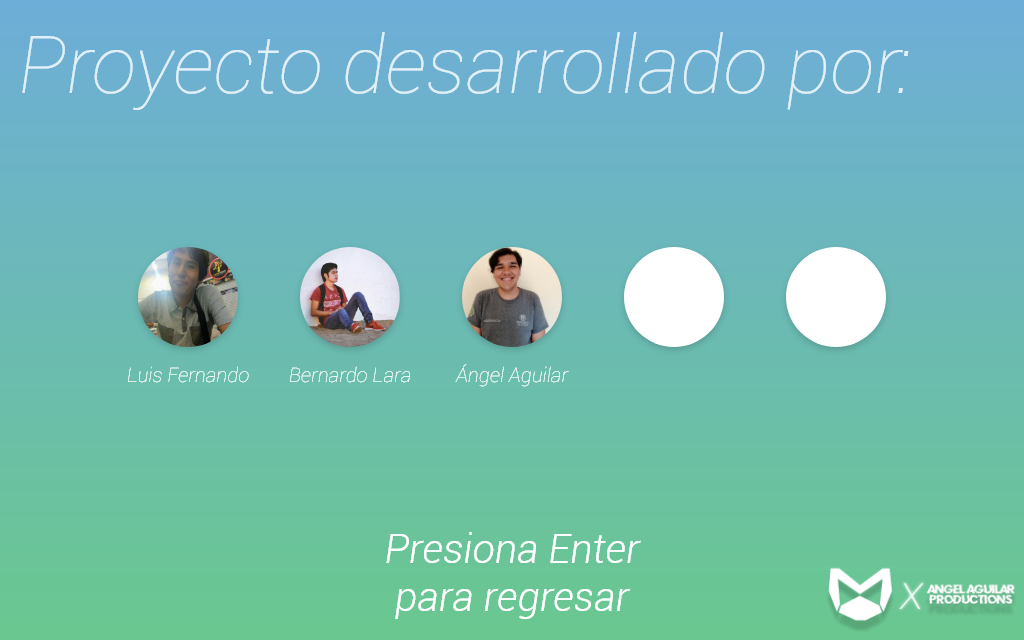 Proyecto desarrollado por:
Luis Fernando
Bernardo Lara
Ángel Aguilar
Presiona Enter
para regresar
X ANGEL AGUILAR
PRODUCTIONS